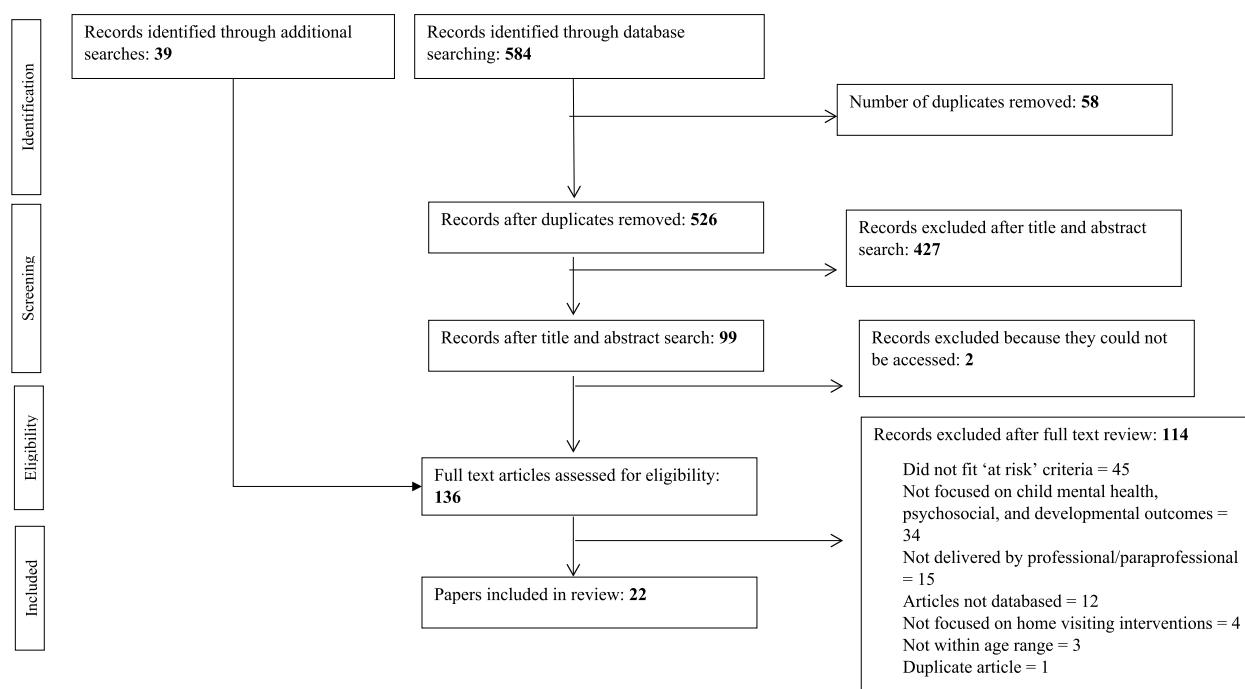 Identification
Records identified through additional
searches: 39
Records identified through database
searching: 584
Number of duplicates removed: 58
Screening
Records after duplicates removed: 526
Records excluded after title and abstract
search: 427
Records after title and abstract search: 99
Records excluded because they could not
be accessed: 2
Eligibility
Full text articles assessed for eligibility:
136
Records excluded after full text review: 114
Did not fit ‘at risk’ criteria = 45
Not focused on child mental health,
psychosocial, and developmental outcomes =
34
Not delivered by professional/paraprofessional
= 15
Articles not databased = 12
Not focused on home visiting interventions = 4
Not within age range = 3
Duplicate article = 1
Included
Papers included in review: 22